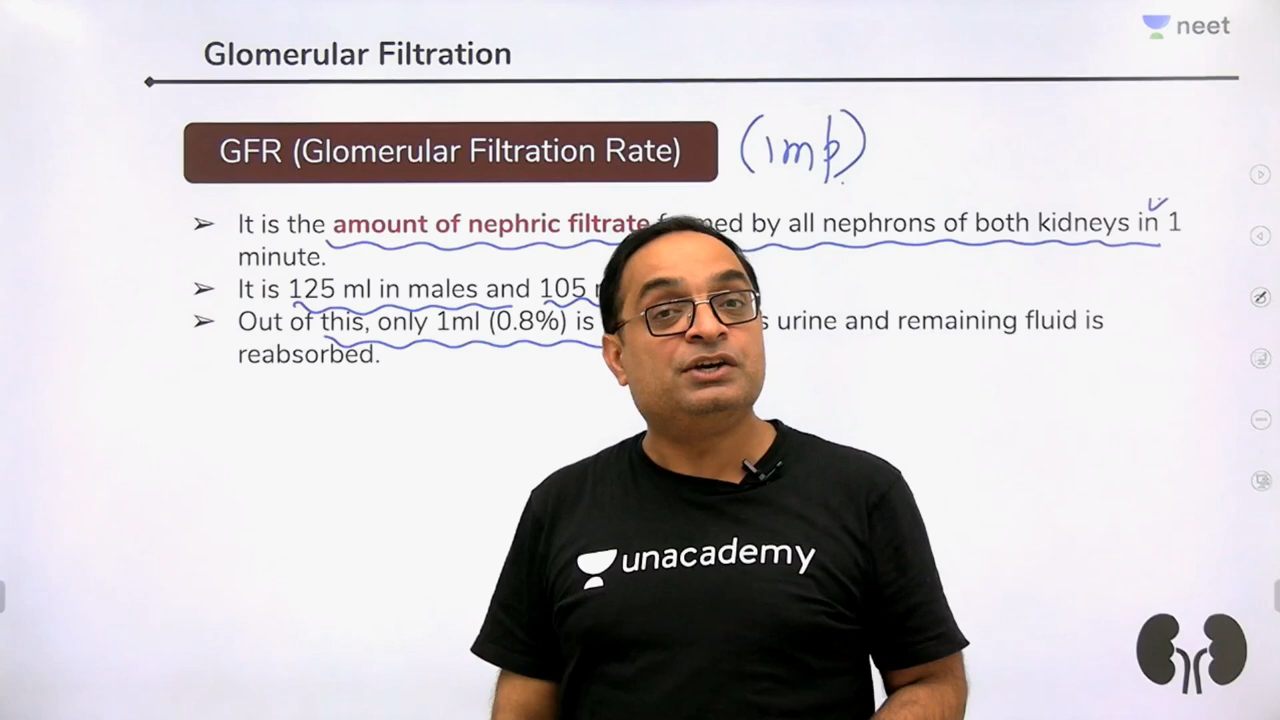 neet
Glomerular Filtration
GFR (Glomerular Filtration Rate) (imp)
➢ It is the amount of nephric filtrate by all nephrons of both kidneys in 1
minute.
➢ It is 125 ml in males and 105
➢ Out of this, only 1ml (0.8%) is urine and remaining fluid is
reabsorbed.
unacademy